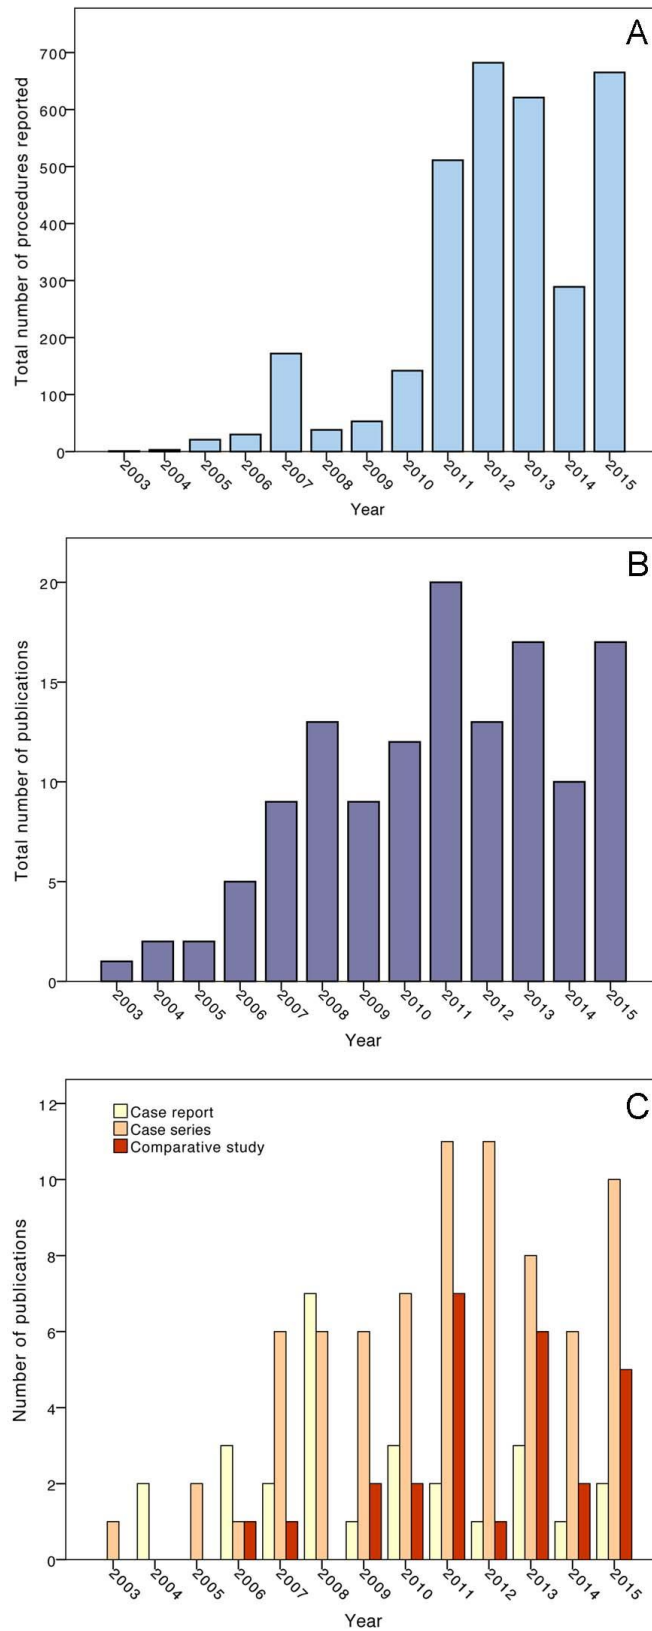 A
700
600
500
400
300
200
100
0
Total number of procedures reported
2003 2004 2005 2006 2007 2008 2009 2010 2011 2012 2013 2014 2015
Year
B
20
15
10
5
0
Total number of publications
2003 2004 2005 2006 2007 2008 2009 2010 2011 2012 2013 2014 2015
Year
C
Case report
Case series
Comparative study
12
10
8
6
4
2
0
Number of publications
2003 2004 2005 2006 2007 2008 2009 2010 2011 2012 2013 2014 2015
Year